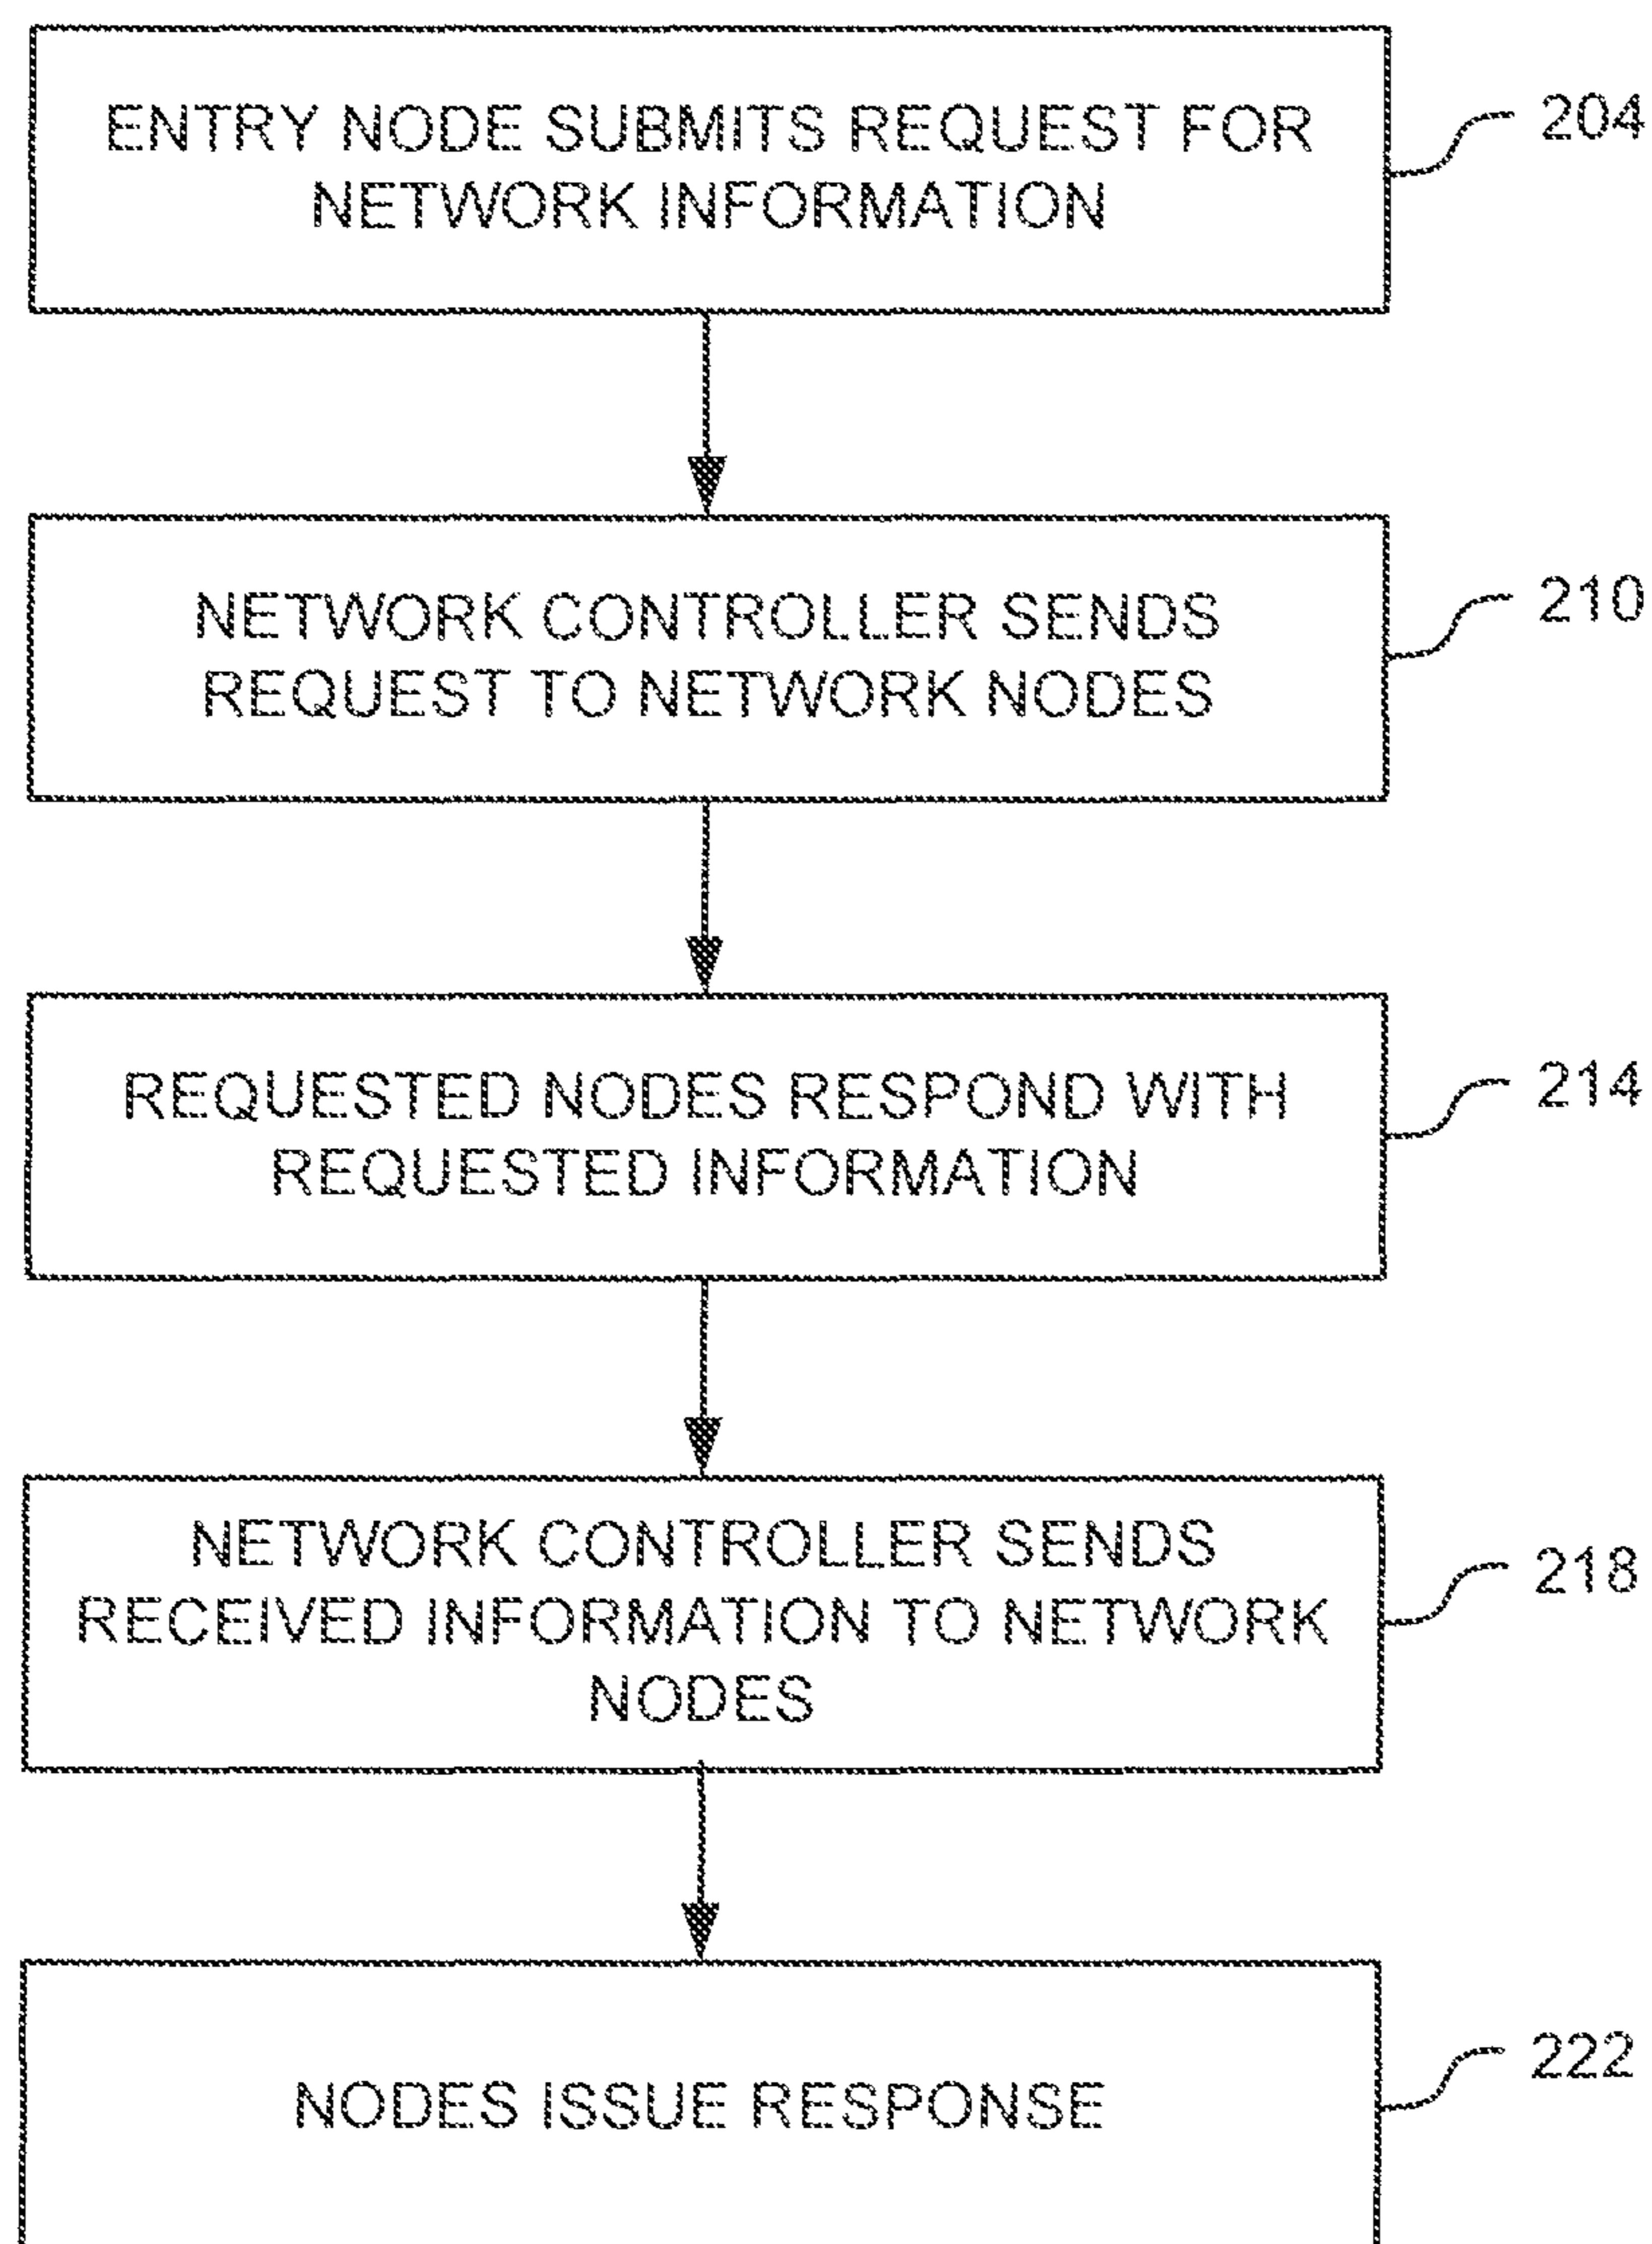 ENTRY NODE SUBMITS REQUEST FOR
NETWORK INFORMATION
204
NETWORK CONTROLLER SENDS
REQUEST TO NETWORK NODES
210
REQUESTED NODES RESPOND WITH
REQUESTED INFORMATION
214
NETWORK CONTROLLER SENDS
RECEIVED INFORMATION TO NETWORK
NODES
218
NODES ISSUE RESPONSE
222